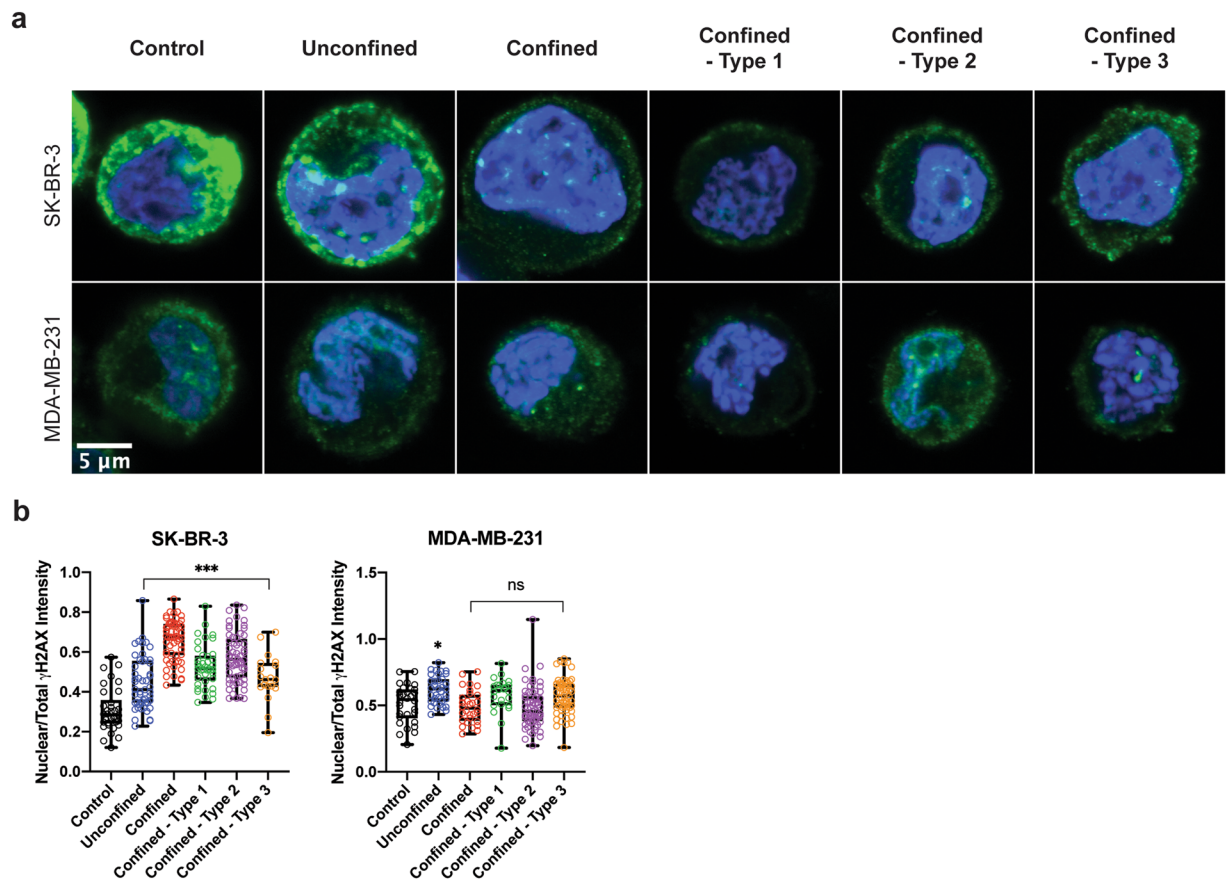 a
Control
Unconfined
Confined
Confined
- Type 1
Confined
- Type 2
Confined
- Type 3
SK-BR-3
MDA-MB-231
5 μm
b
SK-BR-3
Nuclear/Total γH2AX Intensity
1.0
0.8
0.6
0.4
0.2
0.0
***
Control
Unconfined
Confined
Confined - Type 1
Confined - Type 2
Confined - Type 3
MDA-MB-231
Nuclear/Total γH2AX Intensity
1.5
1.0
0.5
0.0
*
ns
Control
Unconfined
Confined
Confined - Type 1
Confined - Type 2
Confined - Type 3